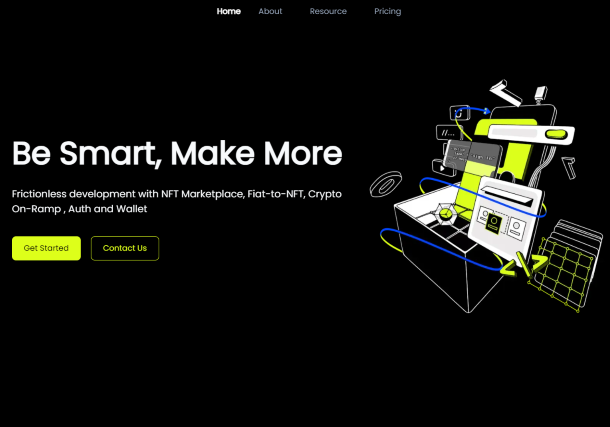 Home About Resource Pricing
Be Smart, Make More
Frictionless development with NFT Marketplace, Fiat-to-NFT, Crypto
On-Ramp , Auth and Wallet
Get Started Contact Us